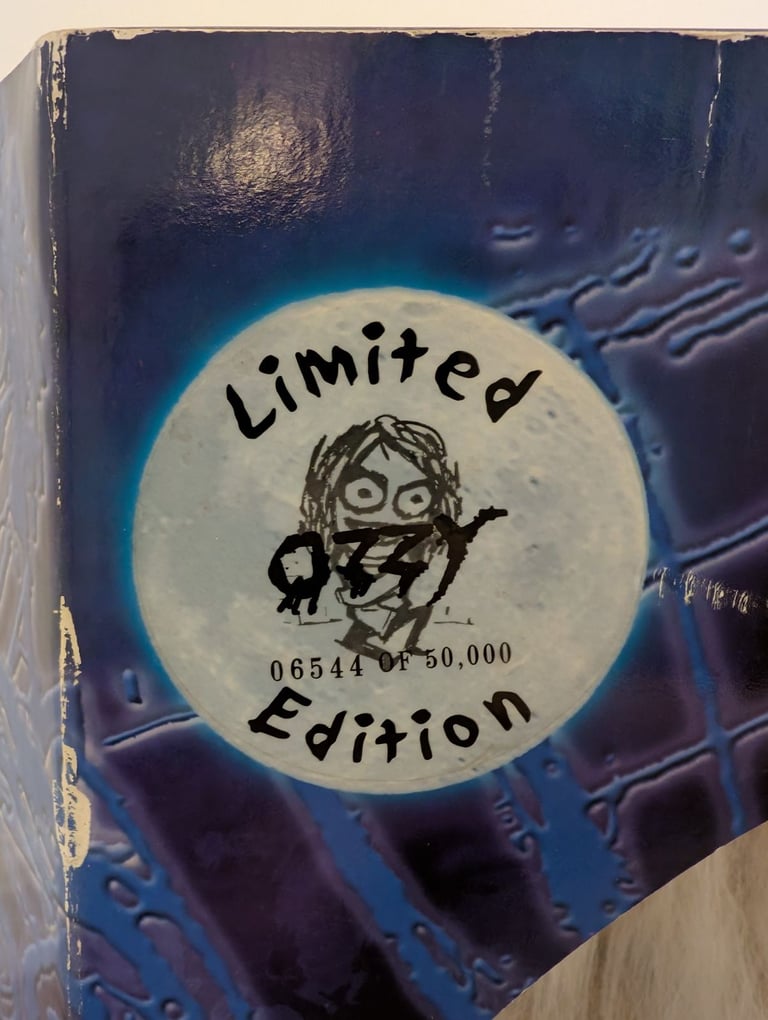 Limited
OZZY
06544 OF 50,000
Edition